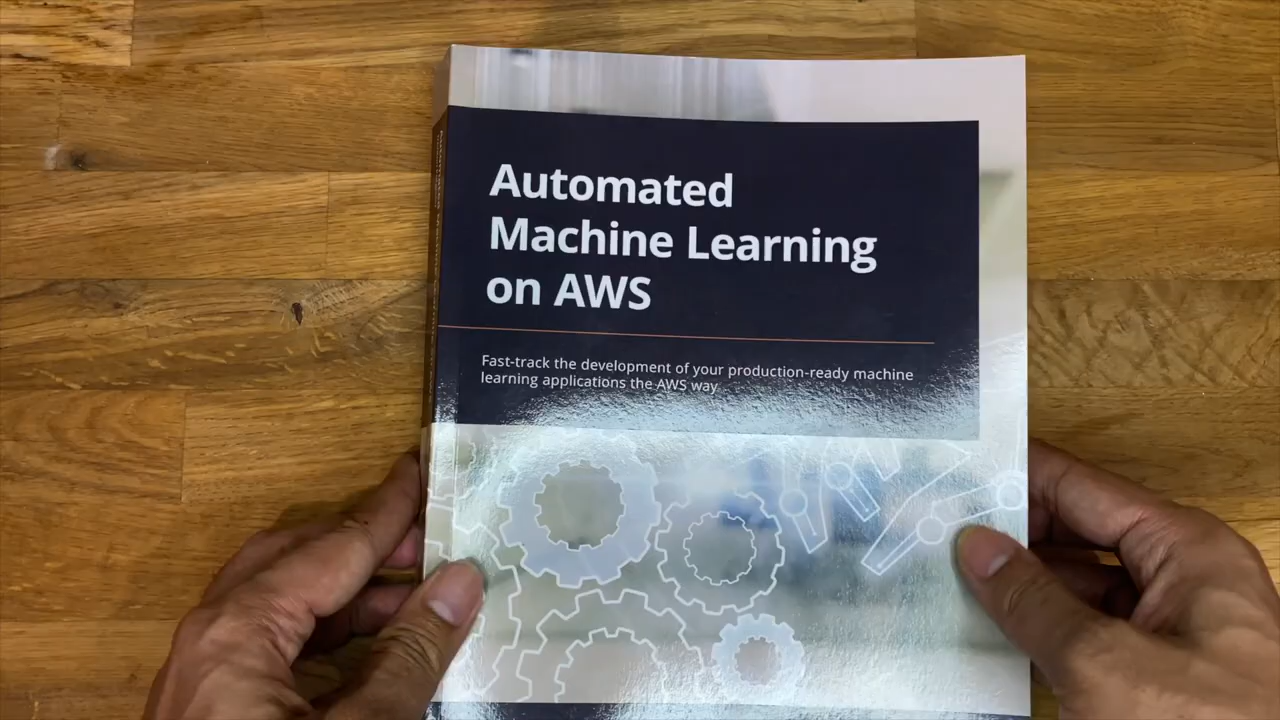 Automated
Machine Learning
on AWS
Fast-track the development of your production-ready machine
learning applications the AWS way